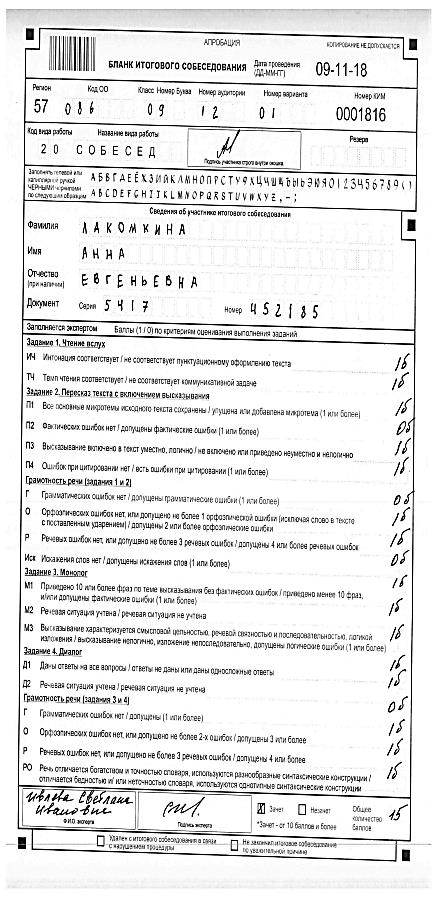 АПРОБАЦИЯ
КОПИРОВАНИЕ НЕ ДОПУСКАЕТСЯ
БЛАНК ИТОГОВОГО СОБЕСЕДОВАНИЯ Дата проведения (ДД-ММ-ГГ) 09-11-18
Регион Код ОО Класс Номер Буква Номер аудитории Номер варианта Номер КИМ
57 086 09 12 01 0001816
Код вида работы Название вида работы Резерв
20 СОБЕСЕД
Подпись участника строго внутри окошка
Заполнять гелевой или капиллярной ручкой ЧЕРНЫМИ чернилами по следующим образцам
АБВГДЕЁЖЗИЙКЛМНОПРСТУФХЦЧШЩЪЫЬЭЮЯ0123456789
ABCDEFGHIJKLMNOPQRSTUVWXYZ,-;
Сведения об участнике итогового собеседования
Фамилия ЛАКОМКИНА
Имя АННА
Отчество (при наличии) ЕВГЕНЬЕВНА
Документ Серия 5417 Номер 452185
Заполняется экспертом Баллы (1 / 0) по критериям оценивания выполнения заданий
Задание 1. Чтение вслух
ИЧ Интонация соответствует / не соответствует пунктуационному оформлению текста 1б
ТЧ Темп чтения соответствует / не соответствует коммуникативной задаче 1б
Задание 2. Пересказ текста с включением высказывания
П1 Все основные микротемы исходного текста сохранены / упущена или добавлена микротема (1 или более) 1б
П2 Фактических ошибок нет / допущены фактические ошибки (1 или более) 0б
П3 Высказывание включено в текст уместно, логично / не включено или приведено неуместно и нелогично 1б
П4 Ошибок при цитировании нет / есть ошибки при цитировании (1 или более) 1б
Грамотность речи (задания 1 и 2)
Г Грамматических ошибок нет / допущены грамматические ошибки (1 или более) 0б
О Орфоэпических ошибок нет, или допущено не более 1 орфоэпической ошибки (исключая слово в тексте
с поставленным ударением) / допущены 2 или более орфоэпические ошибки 1б
Р Речевых ошибок нет, или допущено не более 3 речевых ошибок / допущены 4 или более речевых ошибок 1б
Иск Искажения слов нет / допущены искажения слов (1 или более) 0б
Задание 3. Монолог
М1 Приведено 10 или более фраз по теме высказывания без фактических ошибок / приведено менее 10 фраз,
и/или допущены фактические ошибки (1 или более) 1б
М2 Речевая ситуация учтена / речевая ситуация не учтена 1б
М3 Высказывание характеризуется смысловой цельностью, речевой связностью и последовательностью, логикой
изложения / высказывание нелогично, изложение непоследовательно, допущены логические ошибки (1 или более) 1б
Задание 4. Диалог
Д1 Даны ответы на все вопросы / ответы не даны или даны односложные ответы 1б
Д2 Речевая ситуация учтена / речевая ситуация не учтена 1б
Грамотность речи (задания 3 и 4)
Г Грамматических ошибок нет / допущены (1 или более) 0б
О Орфоэпических ошибок нет, или допущено не более 2-х ошибок / допущены 3 или более 1б
Р Речевых ошибок нет, или допущено не более 3 речевых ошибок / допущены 4 или более 1б
РО Речь отличается богатством и точностью словаря, используются разнообразные синтаксические конструкции /
отличается бедностью и/ или неточностью словаря, используются однотипные синтаксические конструкции 1б
Светлана
Ивановна
Ф.И.О. эксперта Подпись эксперта
Зачет Незачет Общее количество баллов 15
*Зачет - от 10 баллов и более
Удален с итогового собеседования в связи с нарушением процедуры
Не закончил итоговое собеседование по уважительной причине